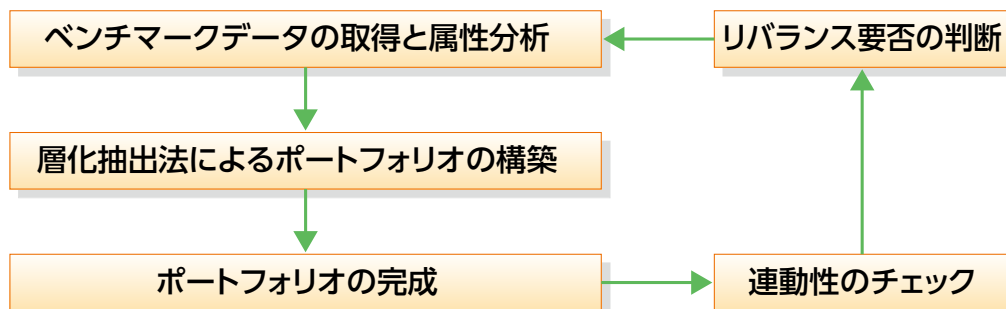 ベンチマークデータの取得と属性分析
リバランス要否の判断
層化抽出法によるポートフォリオの構築
ポートフォリオの完成
連動性のチェック